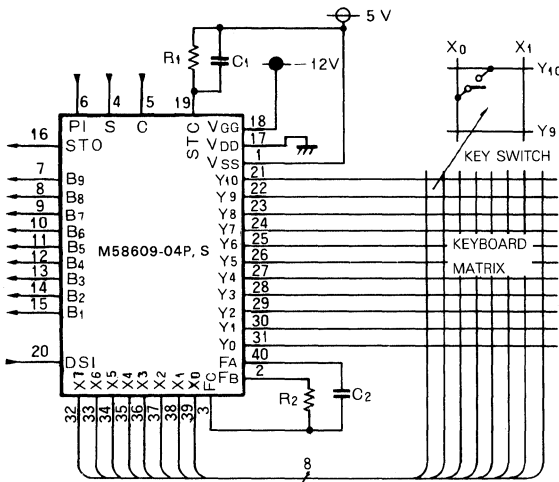 5 V
R1
C1
−12V
X0
X1
Y10
Y9
KEY SWITCH
6
4
5
19
PI
S
C
STC
16
STO
18
VGG
17
VDD
1
VSS
7
B9
8
B8
9
B7
10
B6
11
B5
12
B4
13
B3
14
B2
15
B1
20
DSI
M58609-04P, S
21
Y10
22
Y9
23
Y8
24
Y7
25
Y6
26
Y5
27
Y4
28
Y3
29
Y2
30
Y1
31
Y0
40
FA
2
FB
KEYBOARD
MATRIX
X7
X6
X5
X4
X3
X2
X1
X0
FC
32
33
34
35
36
37
38
39
3
R2
C2
8